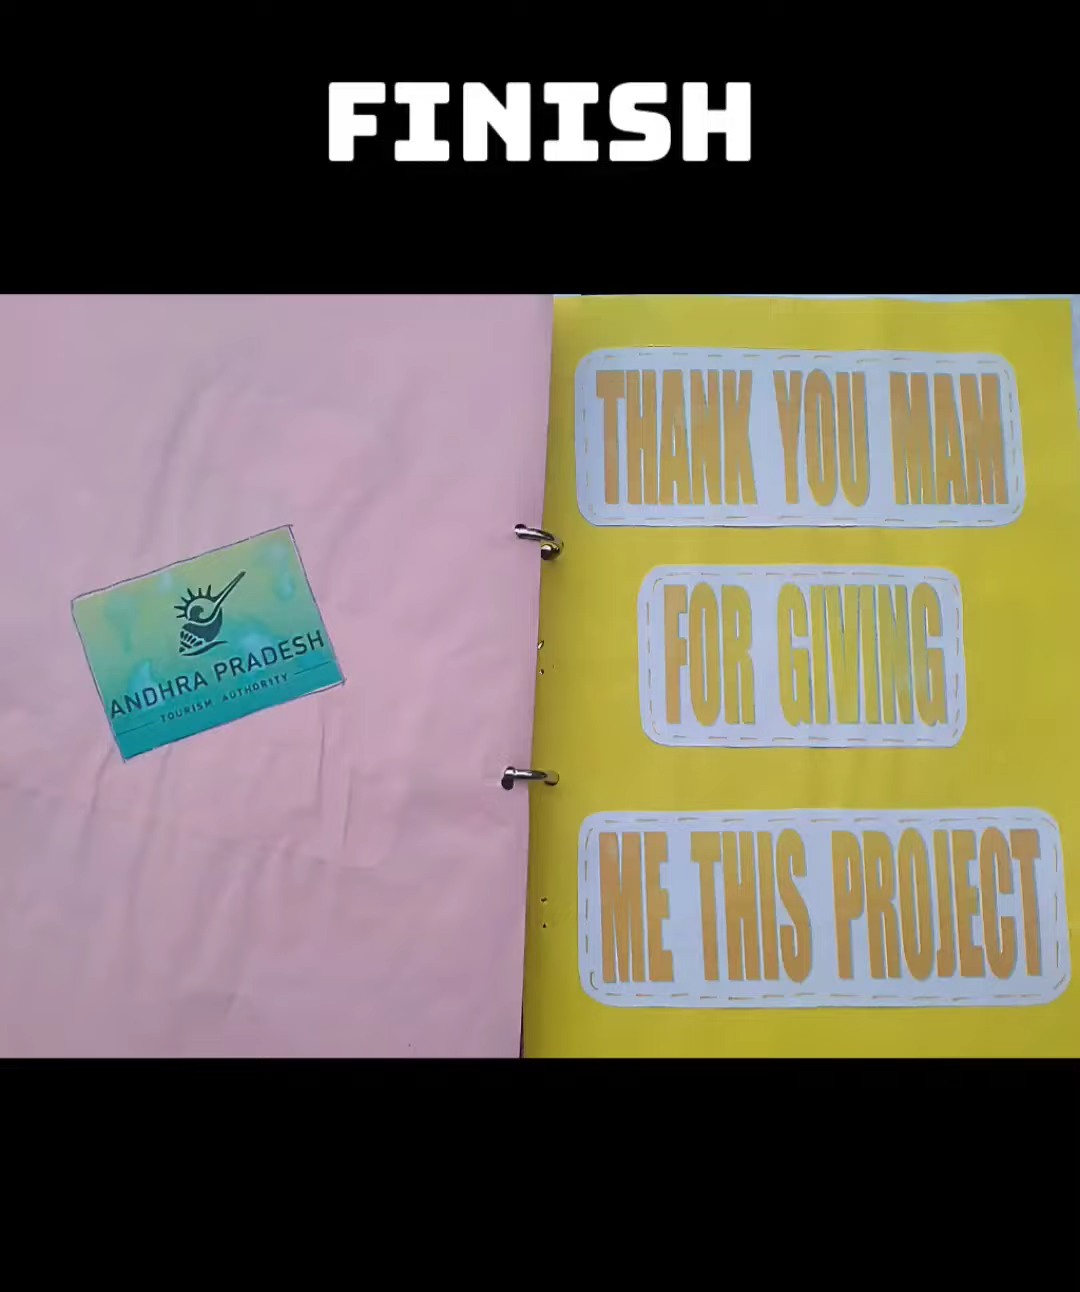 FINISH
ANDHRA PRADESH
TOURISM AUTHORITY
THANK YOU MAM
FOR GIVING
ME THIS PROJECT